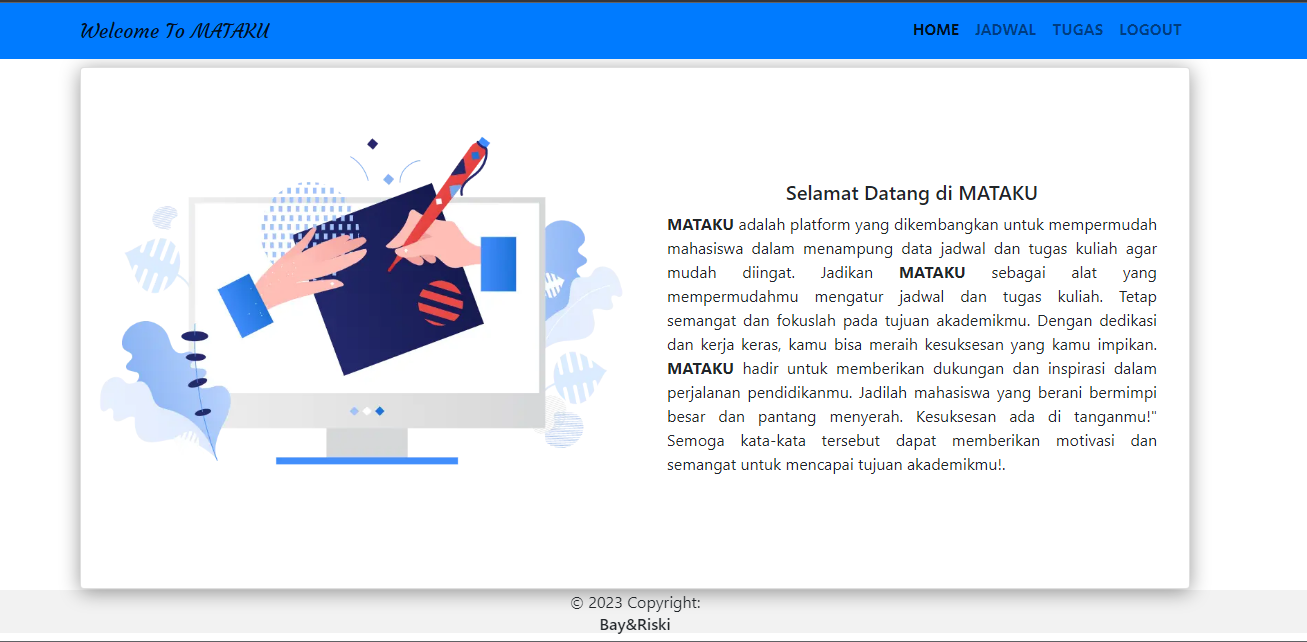 Welcome To MATAKU
HOME JADWAL TUGAS LOGOUT
Selamat Datang di MATAKU
MATAKU adalah platform yang dikembangkan untuk mempermudah
mahasiswa dalam menampung data jadwal dan tugas kuliah agar
mudah diingat. Jadikan MATAKU sebagai alat yang
mempermudahmu mengatur jadwal dan tugas kuliah. Tetap
semangat dan fokuslah pada tujuan akademikmu. Dengan dedikasi
dan kerja keras, kamu bisa meraih kesuksesan yang kamu impikan.
MATAKU hadir untuk memberikan dukungan dan inspirasi dalam
perjalanan pendidikanmu. Jadilah mahasiswa yang berani bermimpi
besar dan pantang menyerah. Kesuksesan ada di tanganmu!"
Semoga kata-kata tersebut dapat memberikan motivasi dan
semangat untuk mencapai tujuan akademikmu!.
© 2023 Copyright:
Bay&Riski